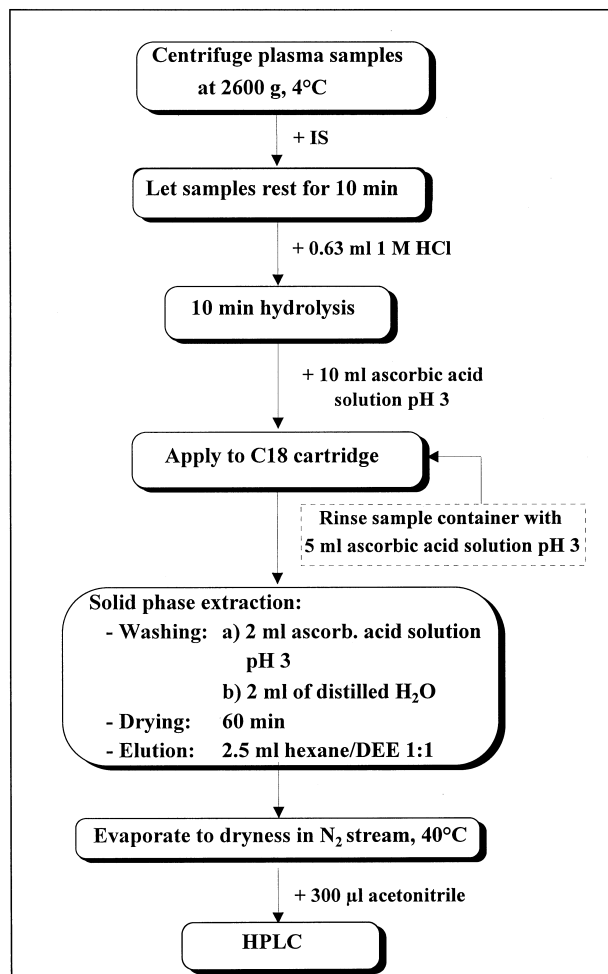 Centrifuge plasma samples
at 2600 g, 4°C
+ IS
Let samples rest for 10 min
+ 0.63 ml 1 M HCl
10 min hydrolysis
+ 10 ml ascorbic acid
solution pH 3
Apply to C18 cartridge
Rinse sample container with
5 ml ascorbic acid solution pH 3
Solid phase extraction:
- Washing: a) 2 ml ascorb. acid solution
pH 3
b) 2 ml of distilled H₂O
- Drying: 60 min
- Elution: 2.5 ml hexane/DEE 1:1
Evaporate to dryness in N₂ stream, 40°C
+ 300 µl acetonitrile
HPLC